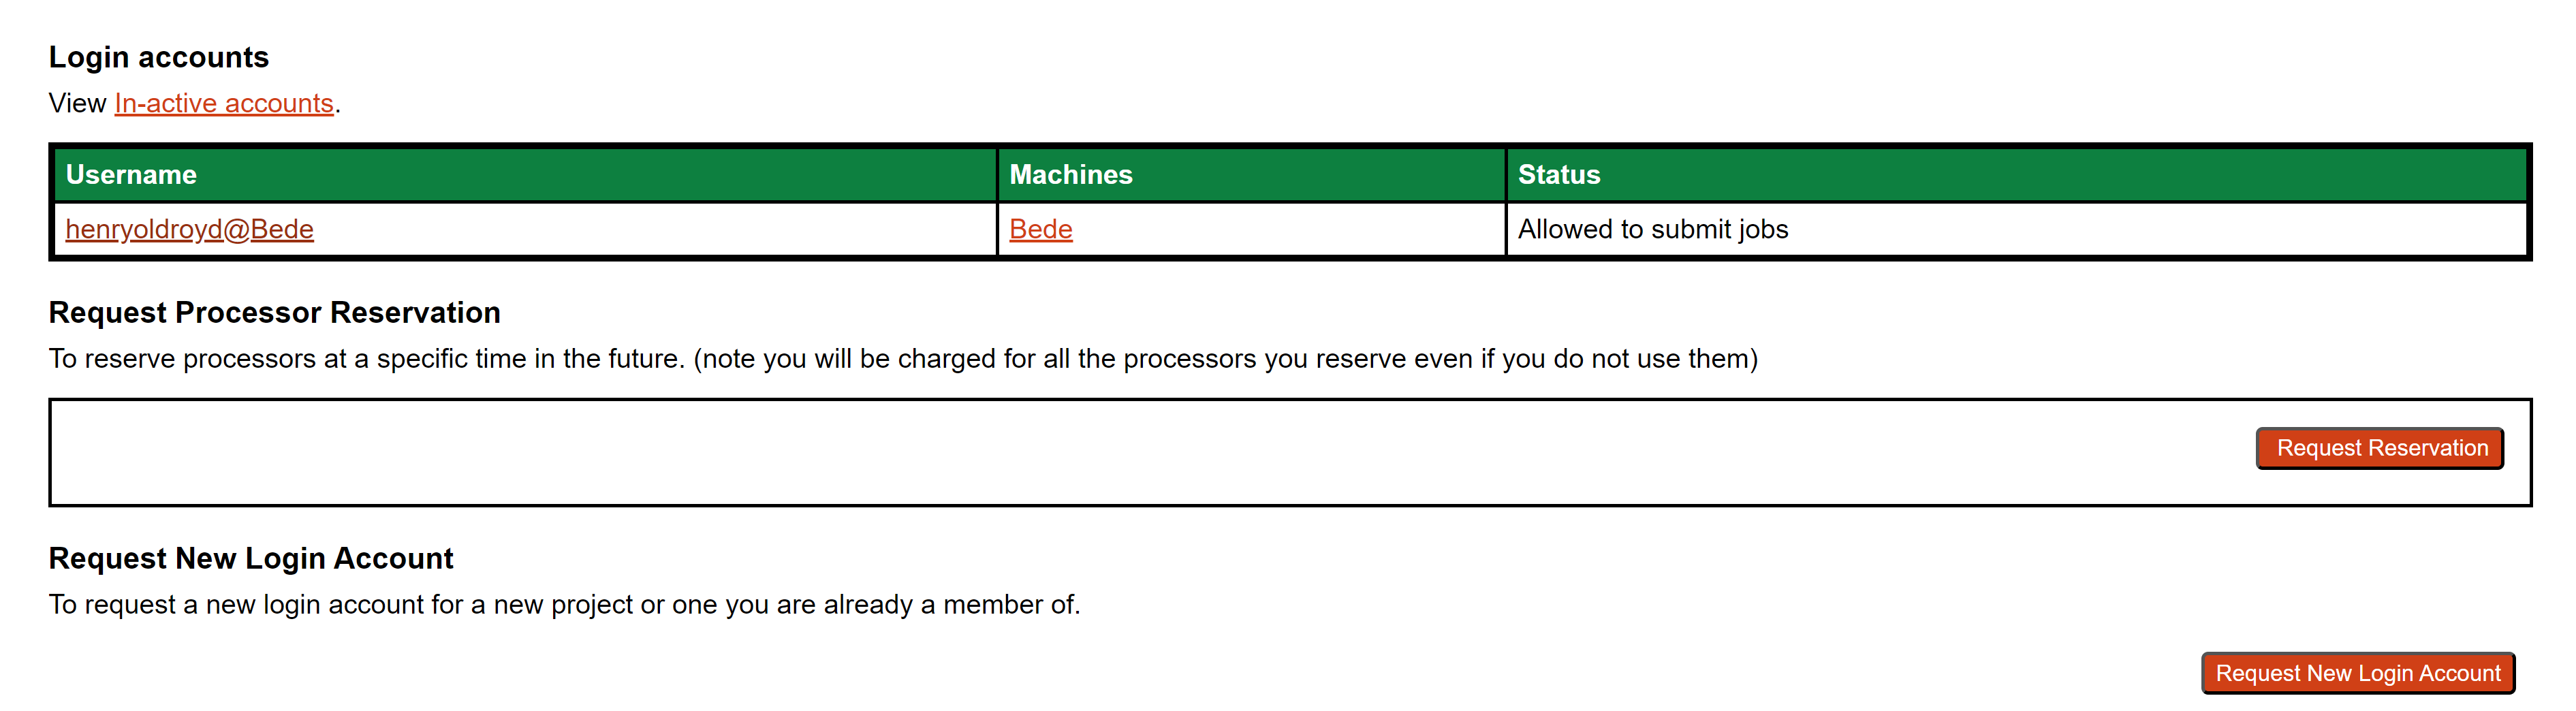 Login accounts
View In-active accounts.
Username Machines Status
henryoldroyd@Bede Bede Allowed to submit jobs
Request Processor Reservation
To reserve processors at a specific time in the future. (note you will be charged for all the processors you reserve even if you do not use them)
Request Reservation
Request New Login Account
To request a new login account for a new project or one you are already a member of.
Request New Login Account